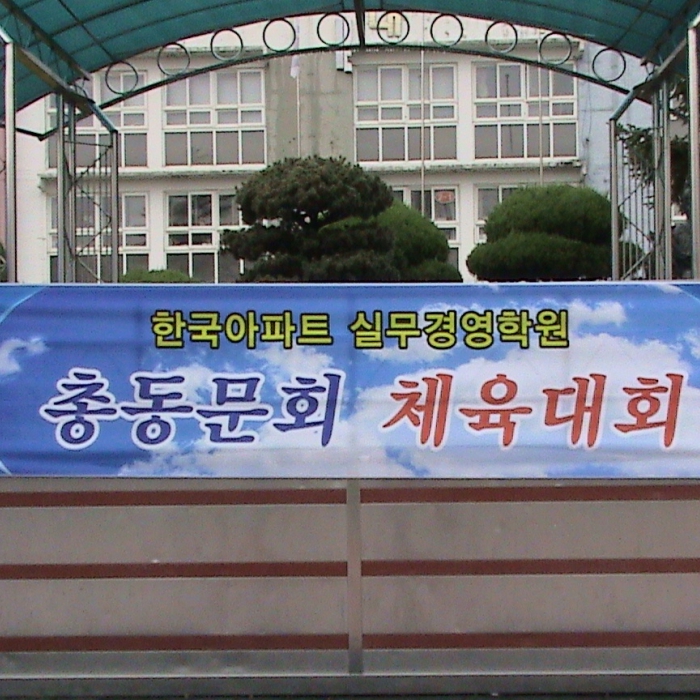 한국아파트 실무경영학원
총동문회 체육대회